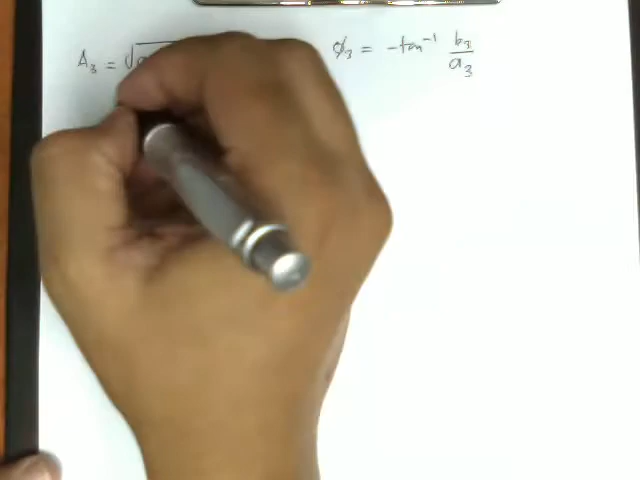 A₃ = √a ϕ₃ = -tan⁻¹ b₃/a₃